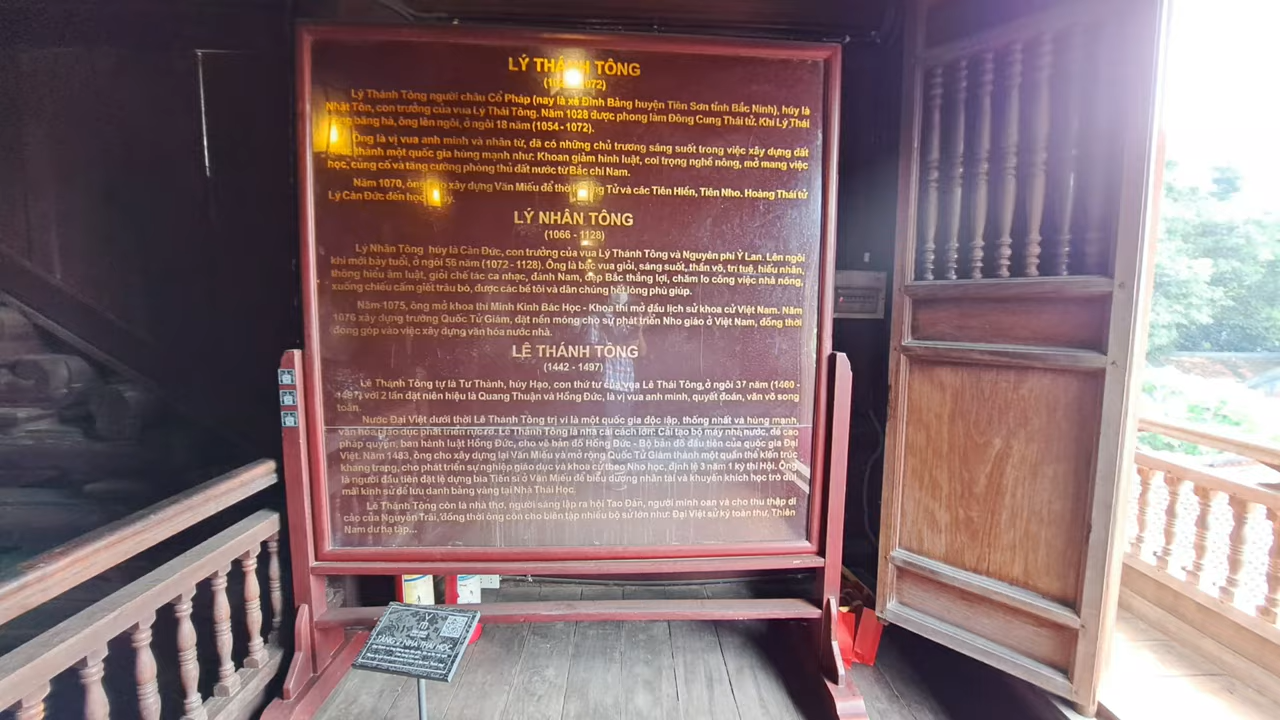 LÝ THÁNH TÔNG
Lý Thánh Tông người châu Cổ Pháp (nay là xã Đình Bảng huyện Tiên Sơn tỉnh Bắc Ninh), húy là
Nhật Tôn, con trưởng của vua Lý Thái Tông. Năm 1028 được phong làm Đông Cung Thái tử. Khi Lý Thái
Tông băng hà, ông lên ngôi, ở ngôi 18 năm (1054 - 1072).
Ông là vị vua anh minh và nhân từ, đã có những chủ trương sáng suốt trong việc xây dựng đất
thành một quốc gia hùng mạnh như: Khoan giảm hình luật, coi trọng nghề nông, mở mang việc
học, củng cố và tăng cường phòng thủ đất nước từ Bắc chí Nam.
Năm 1070, ông xây dựng Văn Miếu để thờ Tử và các Tiên Hiền, Tiên Nho. Hoàng Thái tử
Lý Càn Đức đến học
LÝ NHÂN TÔNG
(1066 - 1128)
Lý Nhân Tông húy là Càn Đức, con trưởng của vua Lý Thánh Tông và Nguyên phi Ỷ Lan. Lên ngôi
khi mới bảy tuổi, ở ngôi 56 năm (1072 - 1128). Ông là bậc vua giỏi, sáng suốt, thần võ, trí tuệ, hiếu nhân,
thông hiểu âm luật, giỏi chế tác ca nhạc, đánh Nam, dẹp Bắc thắng lợi, chăm lo công việc nhà nông,
xuống chiếu cấm giết trâu bò, được các bề tôi và dân chúng hết lòng phù giúp.
Năm 1075, ông mở khoa thi Minh Kinh Bác Học - Khoa thi mở đầu lịch sử khoa cử Việt Nam. Năm
1076 xây dựng trường Quốc Tử Giám, đặt nền móng cho sự phát triển Nho giáo ở Việt Nam, đồng thời
đóng góp vào việc xây dựng văn hóa nước nhà.
LÊ THÁNH TÔNG
(1442 - 1497)
Lê Thánh Tông tự là Tư Thành, húy Hạo, con thứ tư của vua Lê Thái Tông, ở ngôi 37 năm (1460 -
1497) với 2 lần đặt niên hiệu là Quang Thuận và Hồng Đức, là vị vua anh minh, quyết đoán, văn võ song
toàn.
Nước Đại Việt dưới thời Lê Thánh Tông trị vì là một quốc gia độc lập, thống nhất và hùng mạnh,
văn hóa giáo dục phát triển rực rỡ. Lê Thánh Tông là nhà cải cách lớn: Cải tạo bộ máy nhà nước, đề cao
pháp quyền, ban hành luật Hồng Đức, cho vẽ bản đồ Hồng Đức - Bộ bản đồ đầu tiên của quốc gia Đại
Việt. Năm 1483, ông cho xây dựng lại Văn Miếu và mở rộng Quốc Tử Giám thành một quần thể kiến trúc
khang trang, cho phát triển sự nghiệp giáo dục và khoa cử theo Nho học, định lệ 3 năm 1 kỳ thi Hội. Ông
là người đầu tiên đặt lệ dựng bia Tiến sĩ ở Văn Miếu để biểu dương nhân tài và khuyến khích học trò dùi
mài kinh sử để lưu danh bảng vàng tại Nhà Thái Học.
Lê Thánh Tông còn là nhà thơ, người sáng lập ra hội Tao Đàn, người minh oan và cho thu thập di
cảo của Nguyễn Trãi, đồng thời ông còn cho biên tập nhiều bộ sử lớn như: Đại Việt sử ký toàn thư, Thiên
Nam dư hạ tập...
TẦNG 2 NHÀ THÁI HỌC